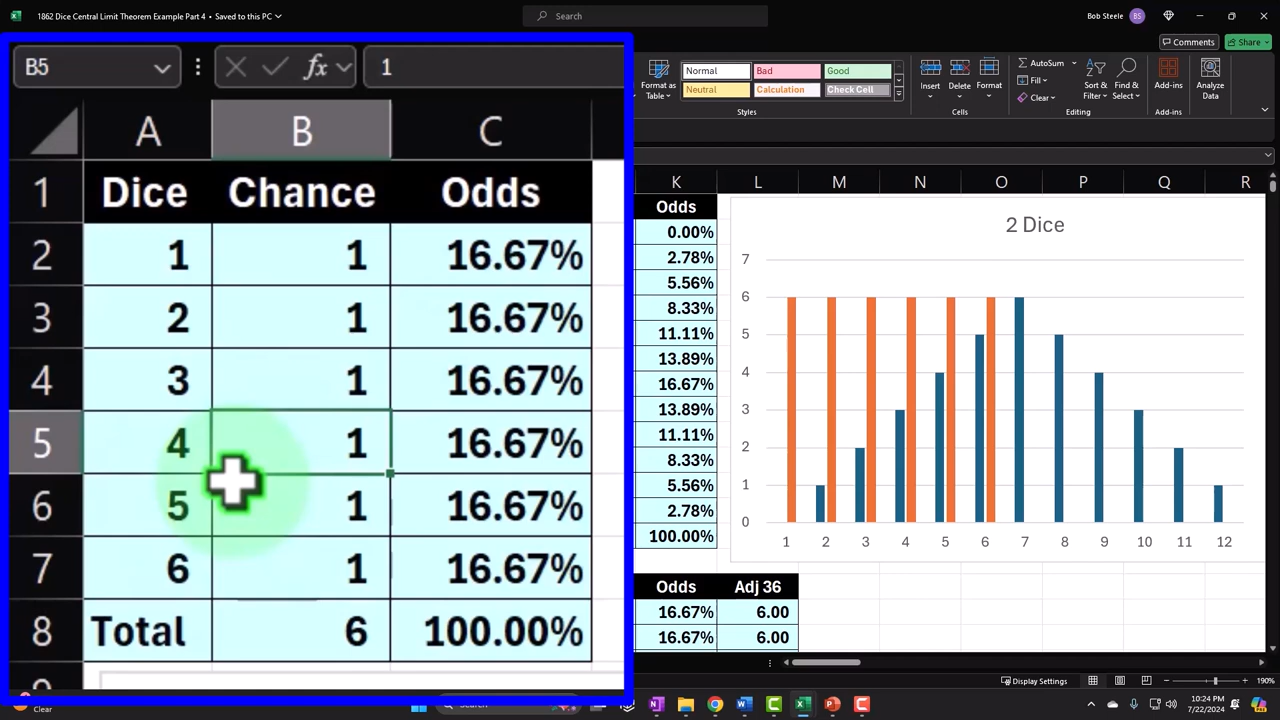 1862 Dice Central Limit Theorem Example Part 4 • Saved to this PC
Search
Bob Steele BS
Comments
Share
B5
fx
1
Format as Table
Normal
Bad
Good
Neutral
Calculation
Check Cell
Styles
Insert
Delete
Format
Cells
AutoSum
Fill
Clear
Sort & Filter
Find & Select
Editing
Add-ins
Add-ins
Analyze Data
A B C
1 Dice Chance Odds
2 1 1 16.67%
3 2 1 16.67%
4 3 1 16.67%
5 4 1 16.67%
6 5 1 16.67%
7 6 1 16.67%
8 Total 6 100.00%
K L M N O P Q R
Odds
0.00%
2.78%
5.56%
8.33%
11.11%
13.89%
16.67%
13.89%
11.11%
8.33%
5.56%
2.78%
100.00%
2 Dice
7
6
5
4
3
2
1
0
1 2 3 4 5 6 7 8 9 10 11 12
Odds Adj 36
16.67% 6.00
16.67% 6.00
Display Settings
190%
Clear
Search
10:24 PM
7/22/2024